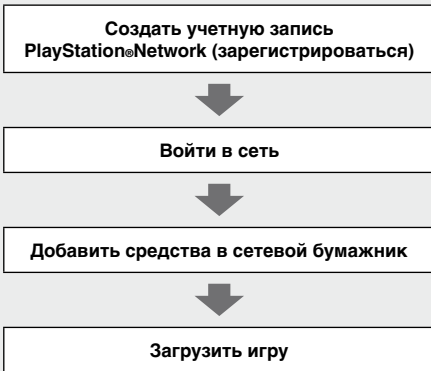 Создать учетную запись
PlayStation®Network (зарегистрироваться)
Войти в сеть
Добавить средства в сетевой бумажник
Загрузить игру